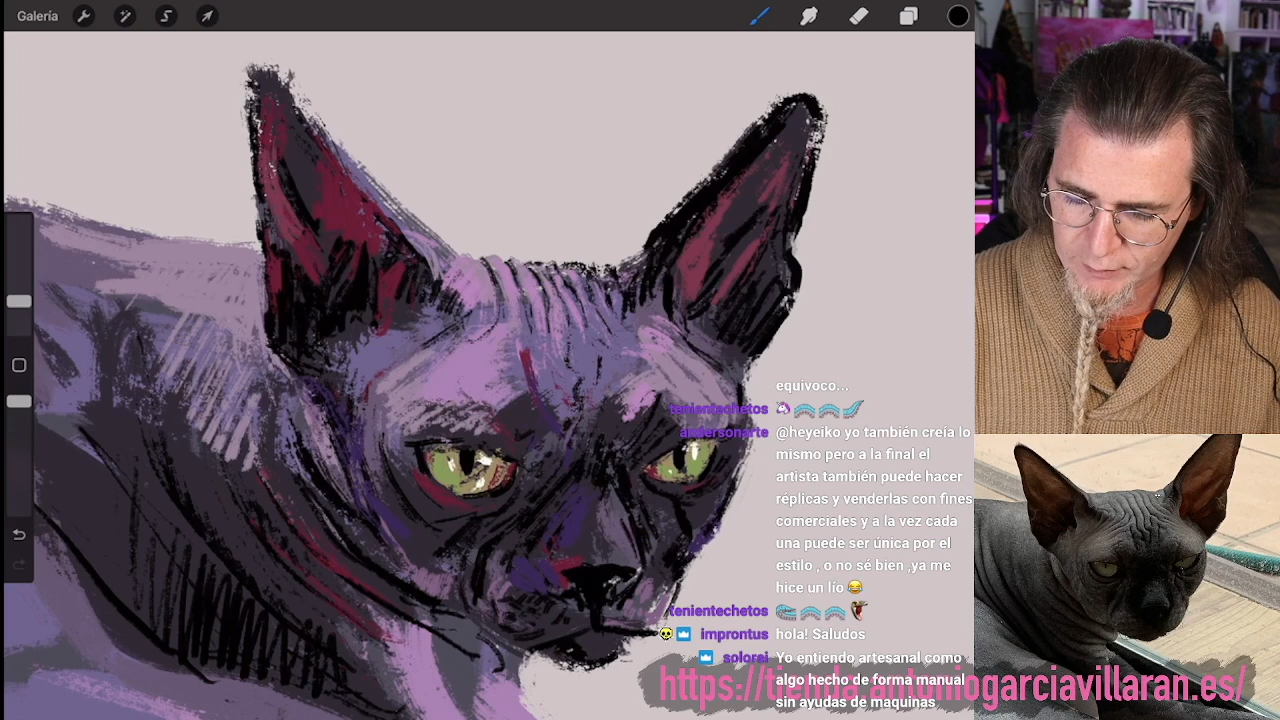 Galería
equivoco...
tenientechetos
andersonarte @heyeiko yo también creía lo
mismo pero a la final el
artista también puede hacer
réplicas y venderlas con fines
comerciales y a la vez cada
una puede ser única por el
estilo , o no sé bien ,ya me
hice un lío
tenientechetos
improntus hola! Saludos
solorai Yo entiendo artesanal como
algo hecho de forma manual
https://tienda.antoniogarciavillaran.es/
sin ayudas de maquinas